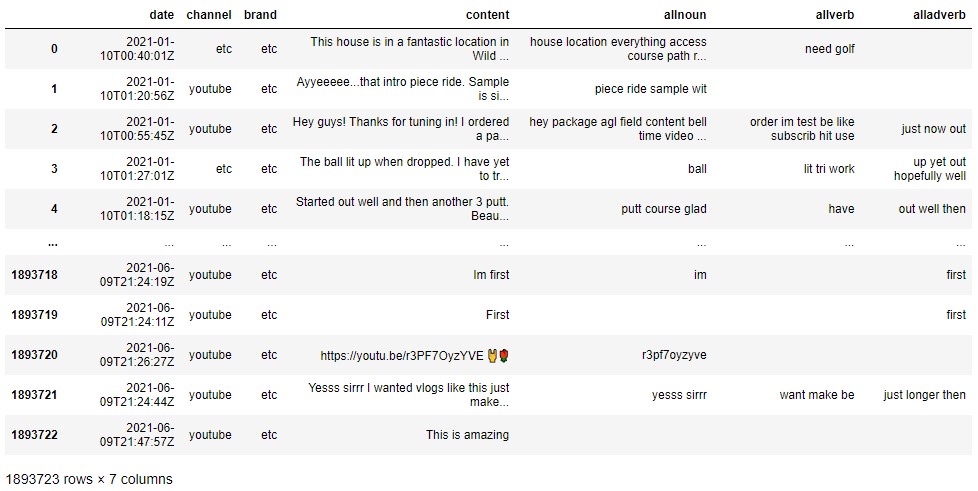 date channel brand content allnoun allverb alladverb
0 2021-01-10T00:40:01Z etc etc This house is in a fantastic location in Wild ... house location everything access course path r... need golf
1 2021-01-10T01:20:56Z youtube etc Ayyeeeee...that intro piece ride. Sample is si... piece ride sample wit
2 2021-01-10T00:55:45Z youtube etc Hey guys! Thanks for tuning in! I ordered a pa... hey package agl field content bell time video ... order im test be like subscrib hit use just now out
3 2021-01-10T01:27:01Z etc etc The ball lit up when dropped. I have yet to tr... ball lit tri work up yet out hopefully well
4 2021-01-10T01:18:15Z youtube etc Started out well and then another 3 putt. Beau... putt course glad have out well then
... ... ... ... ... ... ... ...
1893718 2021-06-09T21:24:19Z youtube etc Im first im first
1893719 2021-06-09T21:24:11Z youtube etc First first
1893720 2021-06-09T21:26:27Z youtube etc https://youtu.be/r3PF7OyzYVE 🤘🌹 r3pf7oyzyve
1893721 2021-06-09T21:24:44Z youtube etc Yesss sirrr I wanted vlogs like this just make... yesss sirrr want make be just longer then
1893722 2021-06-09T21:47:57Z youtube etc This is amazing
1893723 rows × 7 columns